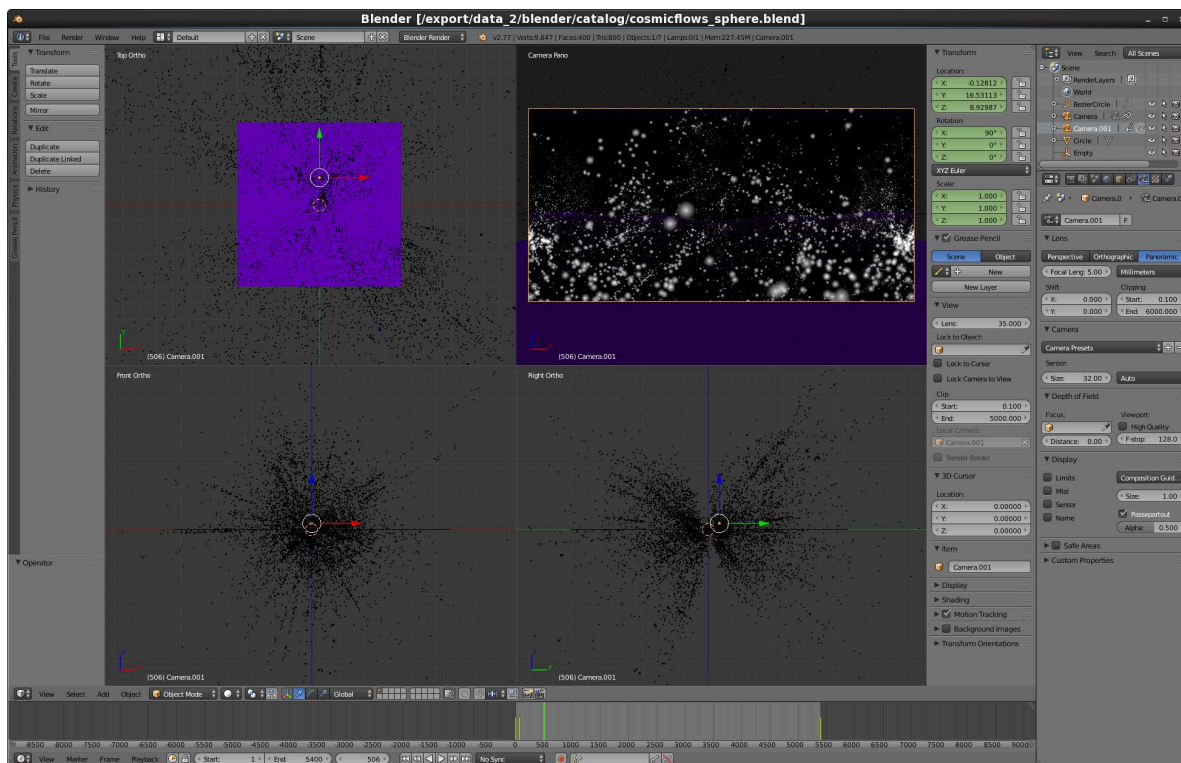 Blender [/export/data_2/blender/catalog/cosmicflows_sphere.blend]
File Render Window Help Default Scene Blender Render v2.77 | Verts:9,847 | Faces:400 | Tris:800 | Objects:1/7 | Lamps:0/1 | Mem:227.45M | Camera.001
Tools
Create
Relations
Animation
Physics
Grease Pencil
Transform
Translate
Rotate
Scale
Mirror
Edit
Duplicate
Duplicate Linked
Delete
History
Operator
Top Ortho
(506) Camera.001
Camera Pano
(506) Camera.001
Front Ortho
(506) Camera.001
Right Ortho
(506) Camera.001
Transform
Location:
X: -0.12812
Y: 16.53113
Z: 8.92987
Rotation:
X: 90°
Y: 0°
Z: 0°
XYZ Euler
Scale:
X: 1.000
Y: 1.000
Z: 1.000
Grease Pencil
Scene Object
New
New Layer
View
Lens: 35.000
Lock to Object:
Lock to Cursor
Lock Camera to View
Clip:
Start: 0.100
End: 5000.000
Local Camera:
Camera.001
Render Border
3D Cursor
Location:
X: 0.00000
Y: 0.00000
Z: 0.00000
Item
Camera.001
Display
Shading
Motion Tracking
Background Images
Transform Orientations
View Search All Scenes
Scene
RenderLayers
World
BezierCircle
Camera
Camera.001
Circle
Empty
Camera.0 Camera.0
Camera.001 F
Lens
Perspective Orthographic Panoramic
Focal Leng: 5.00 Millimeters
Shift: Clipping:
X: 0.000 Start: 0.100
Y: 0.000 End: 6000.000
Camera
Camera Presets
Sensor:
Size: 32.00 Auto
Depth of Field
Focus: Viewport:
High Quality
Distance: 0.00 F-stop: 128.0
Display
Limits Composition Guid...
Mist Size: 1.00
Sensor Passepartout
Name Alpha: 0.500
Safe Areas
Custom Properties
View Select Add Object Object Mode Global
-8500 -8000 -7500 -7000 -6500 -6000 -5500 -5000 -4500 -4000 -3500 -3000 -2500 -2000 -1500 -1000 -500 0 500 1000 1500 2000 2500 3000 3500 4000 4500 5000 5500 6000 6500 7000 7500 8000 8500 9000
View Marker Frame Playback Start: 1 End: 5400 506 No Sync